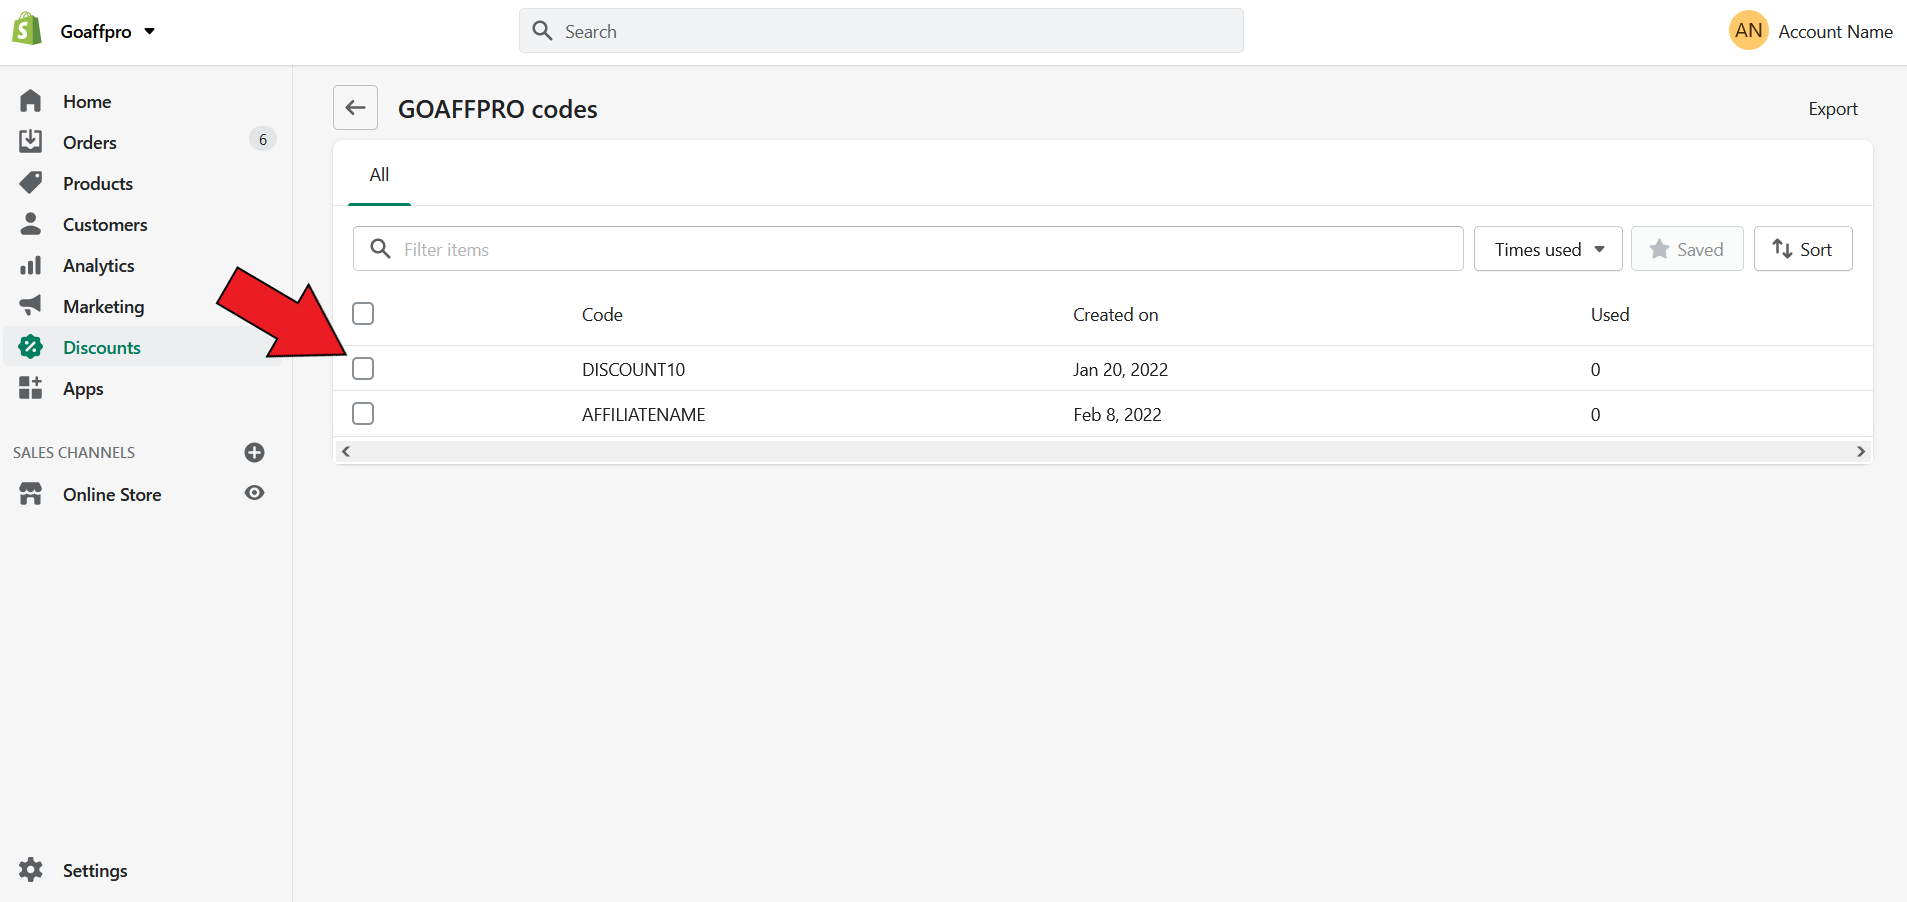 Goaffpro
Search
AN Account Name
Home
Orders 6
Products
Customers
Analytics
Marketing
Discounts
Apps
SALES CHANNELS
Online Store
Settings
GOAFFPRO codes
Export
All
Filter items
Times used
Saved
Sort
Code Created on Used
DISCOUNT10 Jan 20, 2022 0
AFFILIATENAME Feb 8, 2022 0